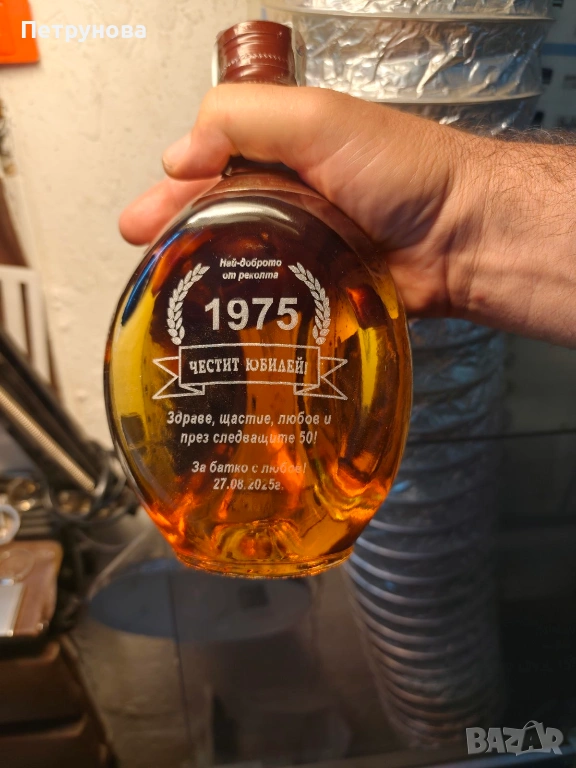 Петрунова
Най-доброто
от реколта
1975
ЧЕСТИТ ЮБИЛЕЙ!
Здраве, щастие, любов и
през следващите 50!
За батко с любов!
27.08.2025г.
BAZAR